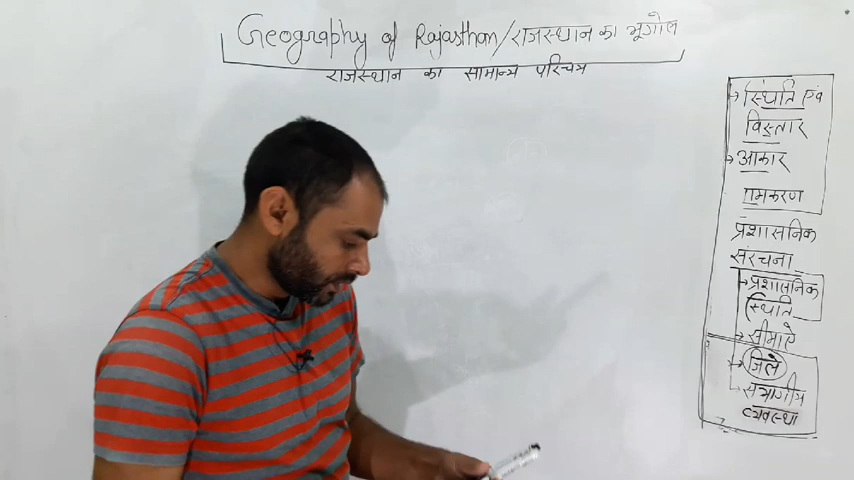 Geography of Rajasthan/राजस्थान का भूगोल
राजस्थान का सामान्य परिचय
→ स्थिति एवं
विस्तार
→ आकार
नामकरण
प्रशासनिक
संरचना
→ प्रशासनिक
स्थिति
→ सीमाऐ
→ जिले
→ संभागीय
व्यवस्था